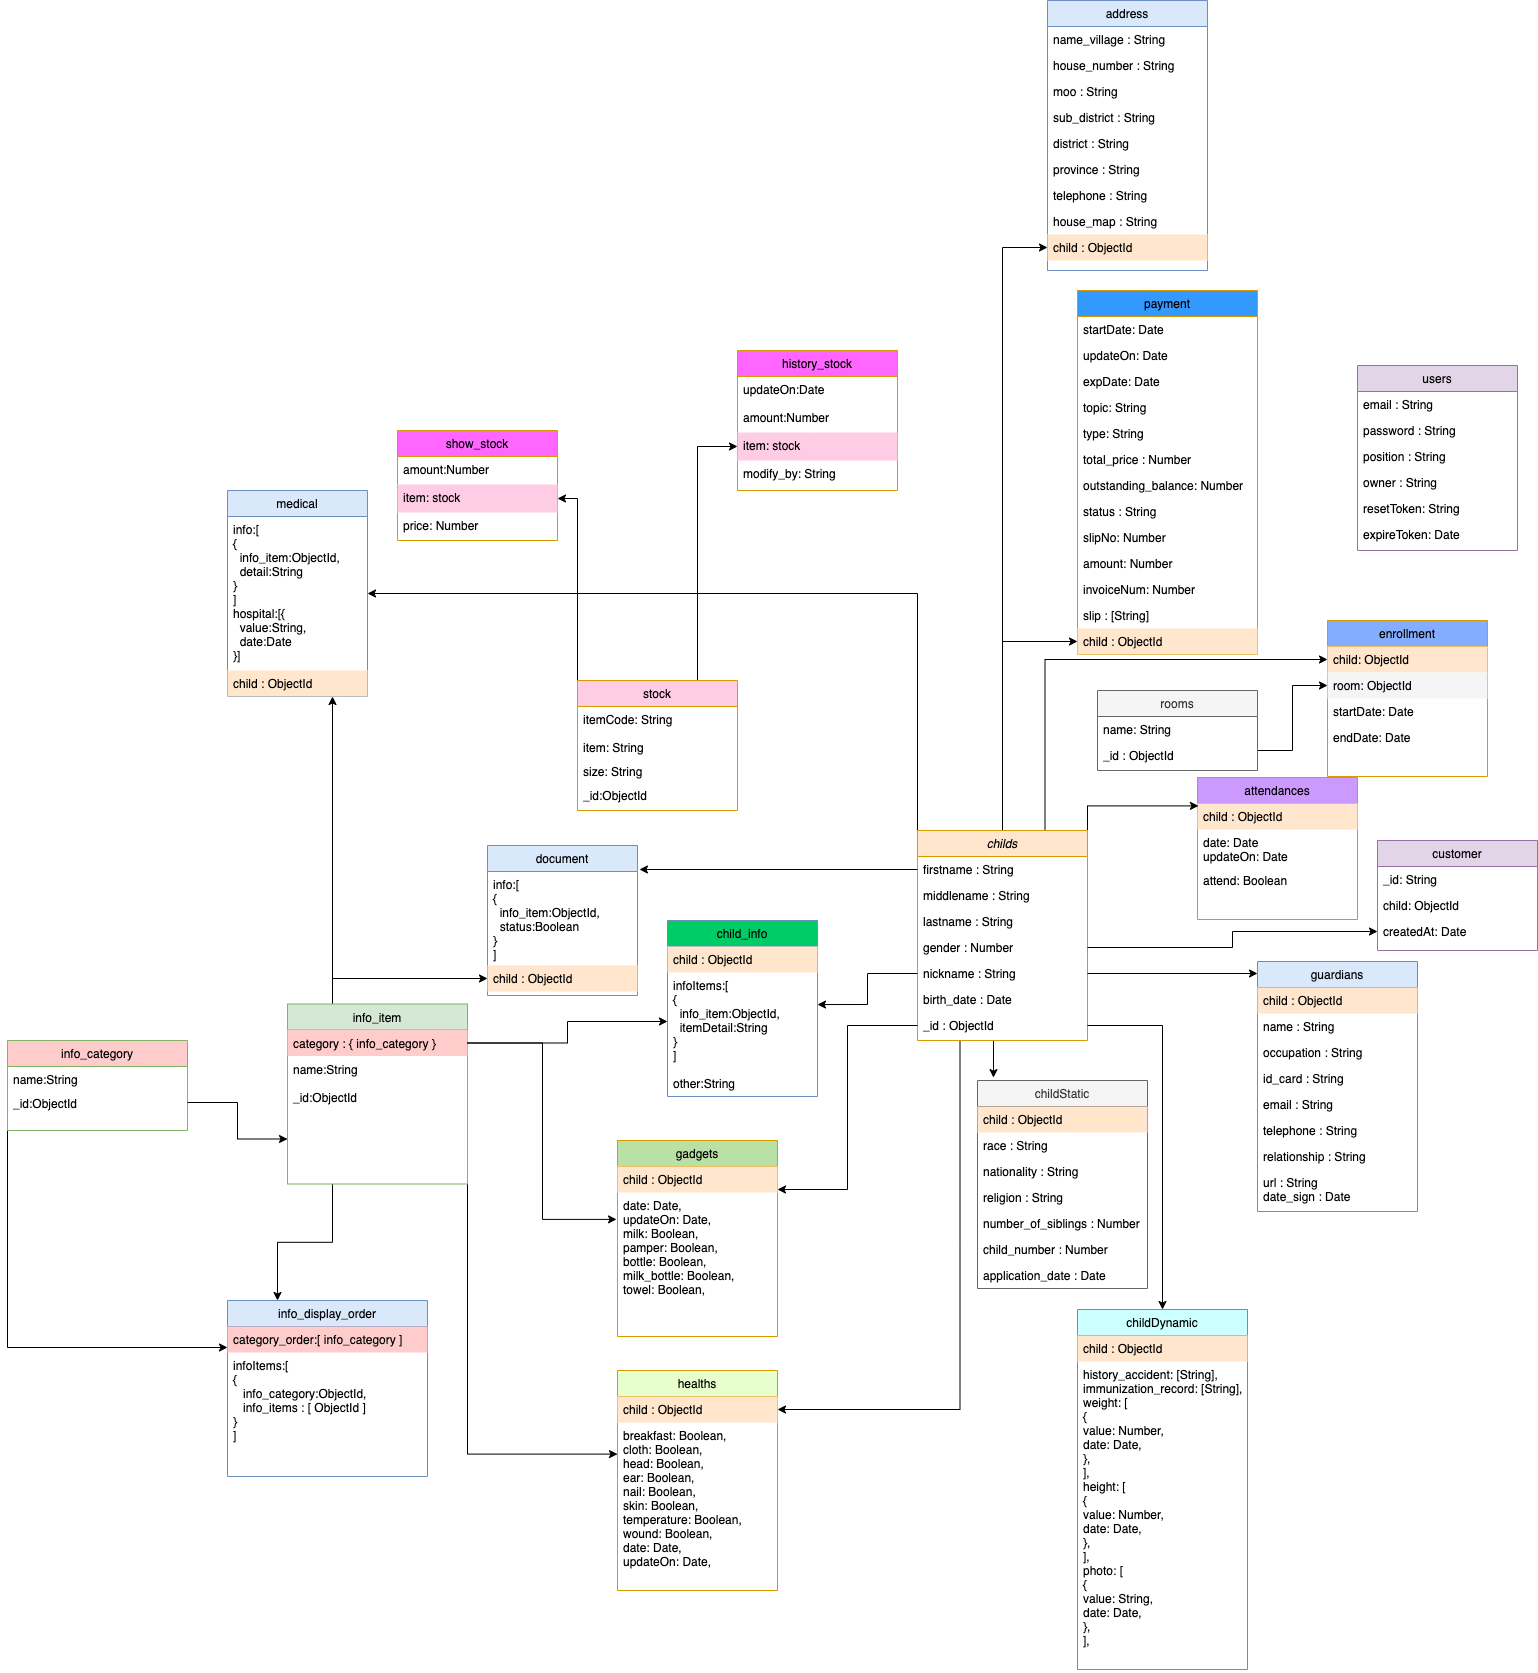 address
name_village : String
house_number : String
moo : String
sub_district : String
district : String
province : String
telephone : String
house_map : String
child : ObjectId
payment
startDate: Date
updateOn: Date
expDate: Date
topic: String
type: String
total_price : Number
outstanding_balance: Number
status : String
slipNo: Number
amount: Number
invoiceNum: Number
slip : [String]
child : ObjectId
history_stock
updateOn:Date
amount:Number
item: stock
modify_by: String
users
email : String
password : String
position : String
owner : String
resetToken: String
expireToken: Date
show_stock
amount:Number
item: stock
price: Number
medical
info:[
{
info_item:ObjectId,
detail:String
}
]
hospital:[{
value:String,
date:Date
}]
child : ObjectId
enrollment
child: ObjectId
room: ObjectId
startDate: Date
endDate: Date
rooms
name: String
_id : ObjectId
stock
itemCode: String
item: String
size: String
_id:ObjectId
attendances
child : ObjectId
date: Date
updateOn: Date
attend: Boolean
childs
firstname : String
middlename : String
lastname : String
gender : Number
nickname : String
birth_date : Date
_id : ObjectId
customer
_id: String
child: ObjectId
createdAt: Date
document
info:[
{
info_item:ObjectId,
status:Boolean
}
]
child : ObjectId
child_info
child : ObjectId
infoItems:[
{
info_item:ObjectId,
itemDetail:String
}
]
other:String
guardians
child : ObjectId
name : String
occupation : String
id_card : String
email : String
telephone : String
relationship : String
url : String
date_sign : Date
info_item
category : { info_category }
name:String
_id:ObjectId
info_category
name:String
_id:ObjectId
childStatic
child : ObjectId
race : String
nationality : String
religion : String
number_of_siblings : Number
child_number : Number
application_date : Date
gadgets
child : ObjectId
date: Date,
updateOn: Date,
milk: Boolean,
pamper: Boolean,
bottle: Boolean,
milk_bottle: Boolean,
towel: Boolean,
info_display_order
category_order:[ info_category ]
infoItems:[
{
info_category:ObjectId,
info_items : [ ObjectId ]
}
]
childDynamic
child : ObjectId
history_accident: [String],
immunization_record: [String],
weight: [
{
value: Number,
date: Date,
},
],
height: [
{
value: Number,
date: Date,
},
],
photo: [
{
value: String,
date: Date,
},
],
healths
child : ObjectId
breakfast: Boolean,
cloth: Boolean,
head: Boolean,
ear: Boolean,
nail: Boolean,
skin: Boolean,
temperature: Boolean,
wound: Boolean,
date: Date,
updateOn: Date,